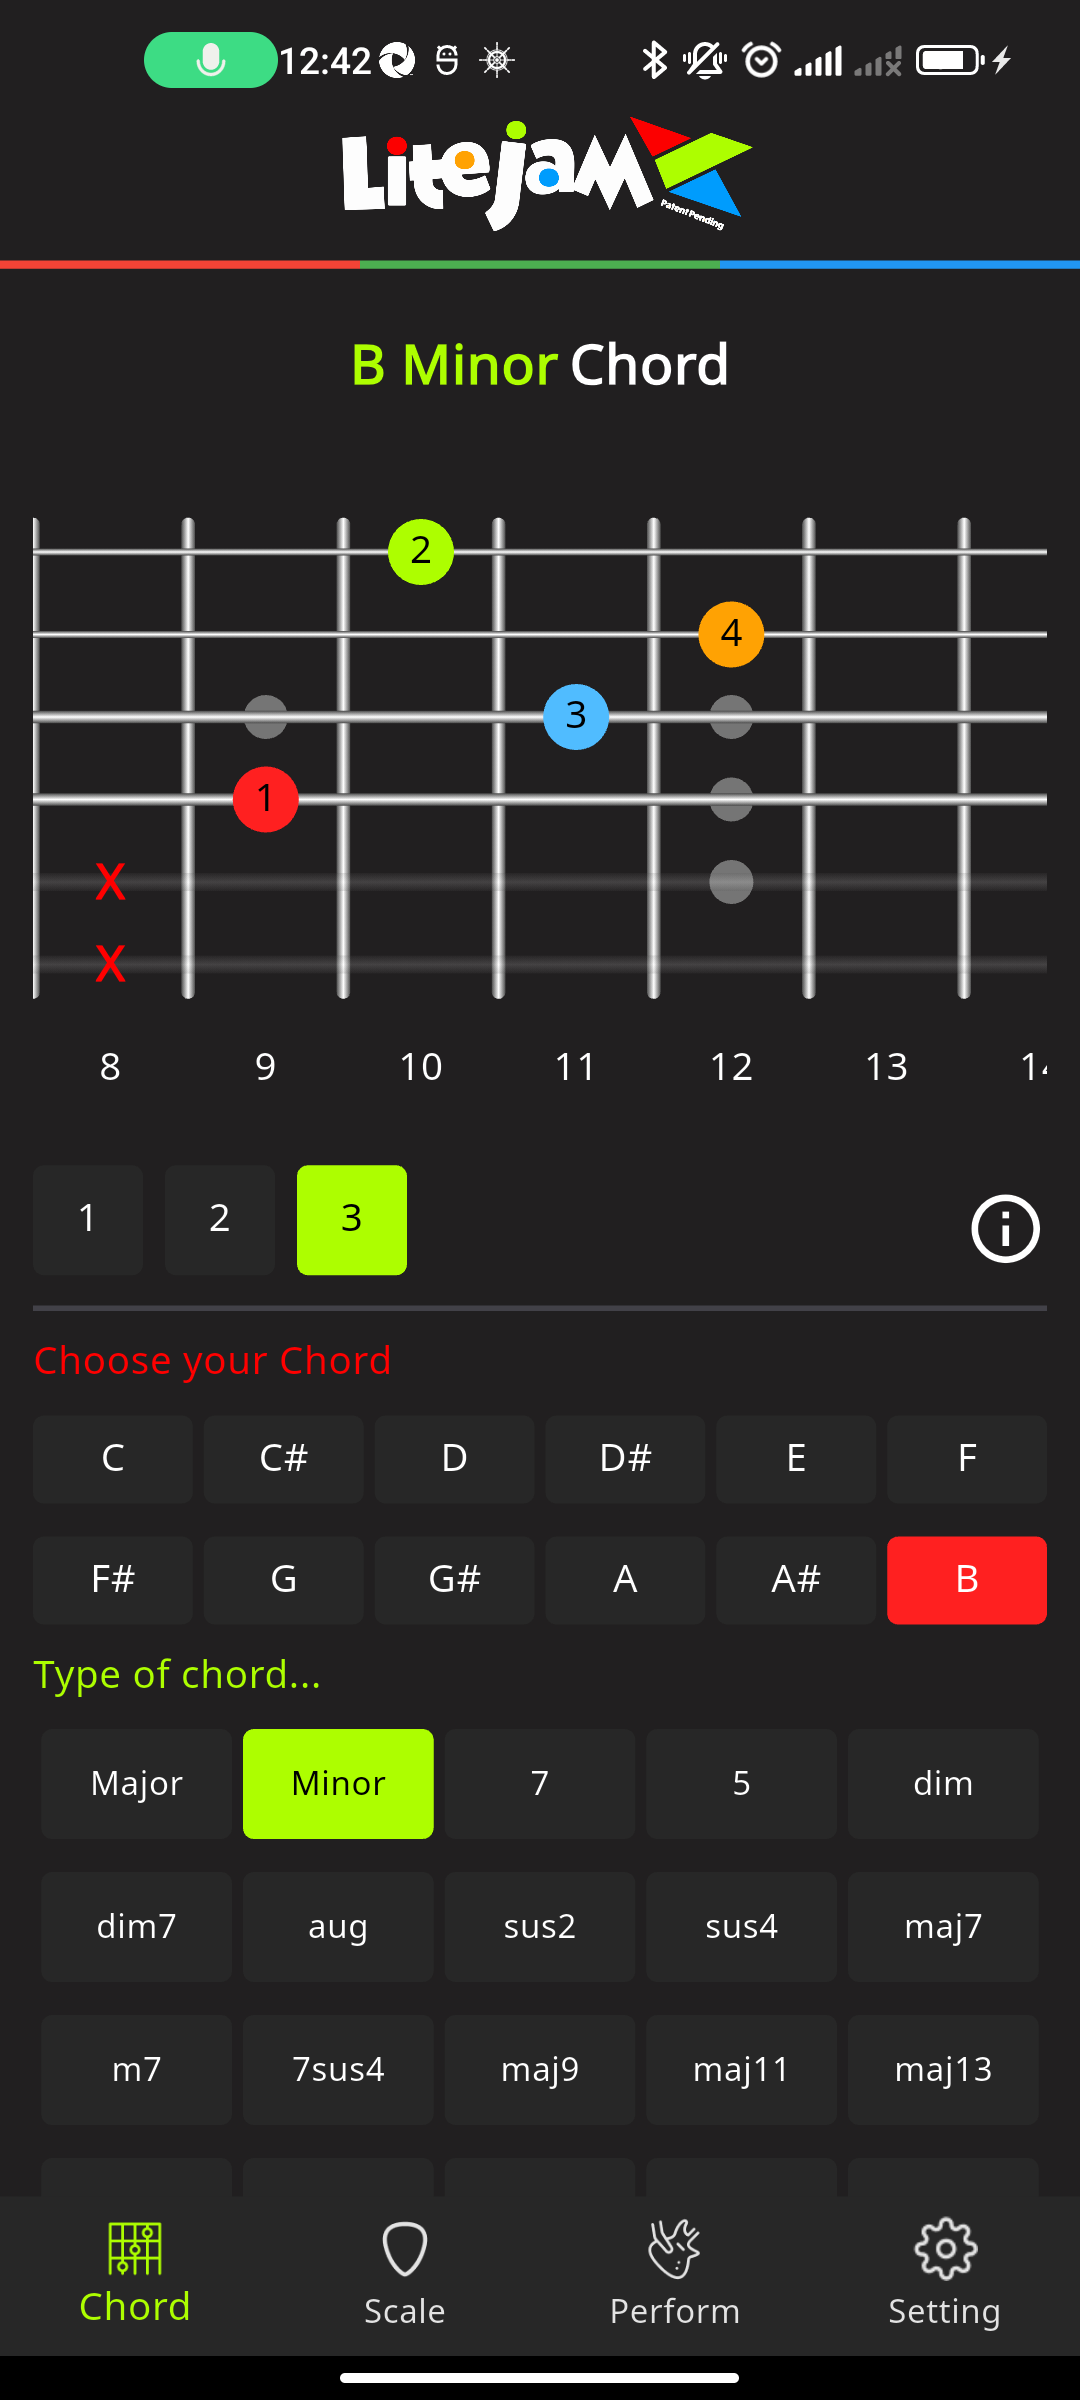 12:42
LitejaM
Patent Pending
B Minor Chord
2
4
3
1
X
X
8 9 10 11 12 13 14
1 2 3
Choose your Chord
C C# D D# E F
F# G G# A A# B
Type of chord...
Major Minor 7 5 dim
dim7 aug sus2 sus4 maj7
m7 7sus4 maj9 maj11 maj13
Chord Scale Perform Setting